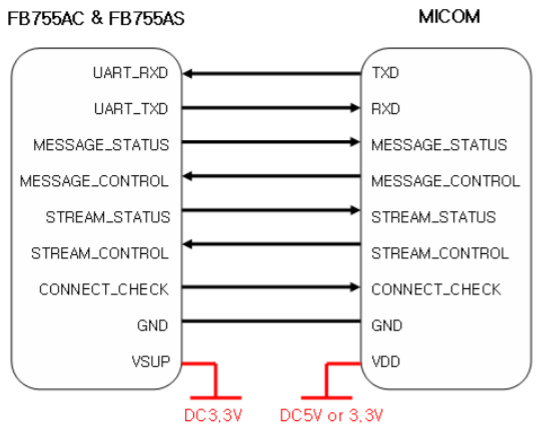 FB755AC & FB755AS MICOM
UART_RXD TXD
UART_TXD RXD
MESSAGE_STATUS MESSAGE_STATUS
MESSAGE_CONTROL MESSAGE_CONTROL
STREAM_STATUS STREAM_STATUS
STREAM_CONTROL STREAM_CONTROL
CONNECT_CHECK CONNECT_CHECK
GND GND
VSUP VDD
DC3,3V DC5V or 3,3V